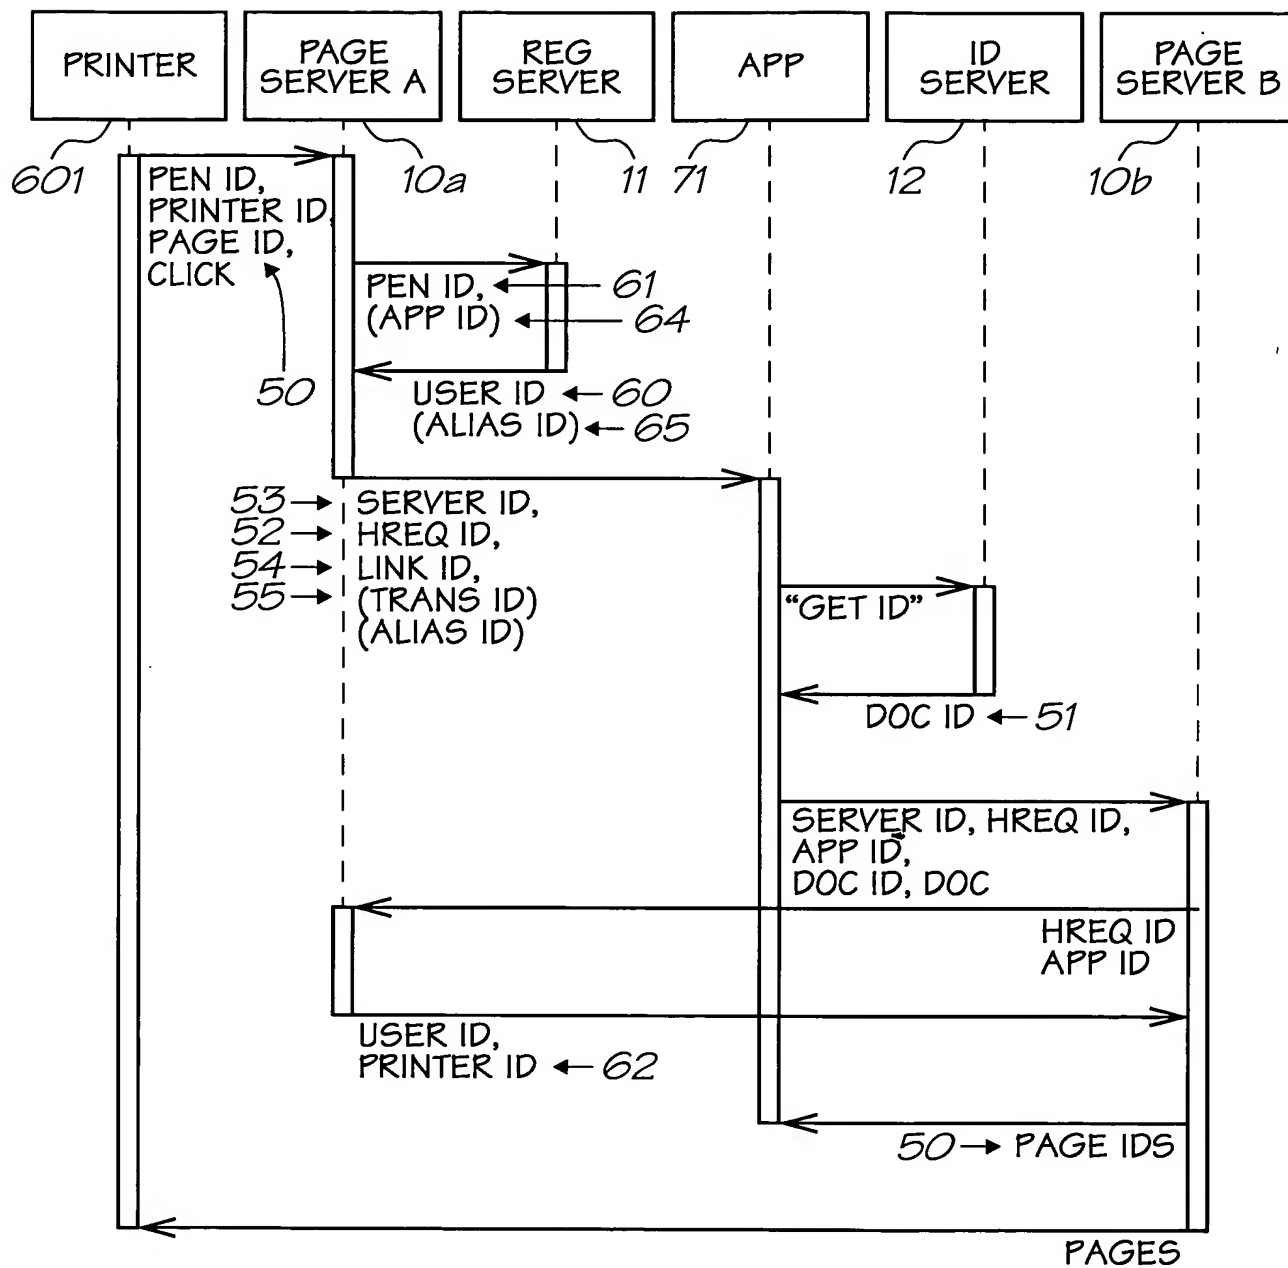 PRINTER
PAGE
SERVER A
REG
SERVER
APP
ID
SERVER
PAGE
SERVER B
601
10a
11
71
12
10b
PEN ID,
PRINTER ID,
PAGE ID,
CLICK
50
PEN ID,
61
(APP ID)
64
USER ID
60
(ALIAS ID)
65
53
SERVER ID,
52
HREQ ID,
54
LINK ID,
55
(TRANS ID)
(ALIAS ID)
“GET ID”
DOC ID
51
SERVER ID, HREQ ID,
APP ID,
DOC ID, DOC
HREQ ID
APP ID
USER ID,
PRINTER ID
62
50
PAGE IDS
PAGES